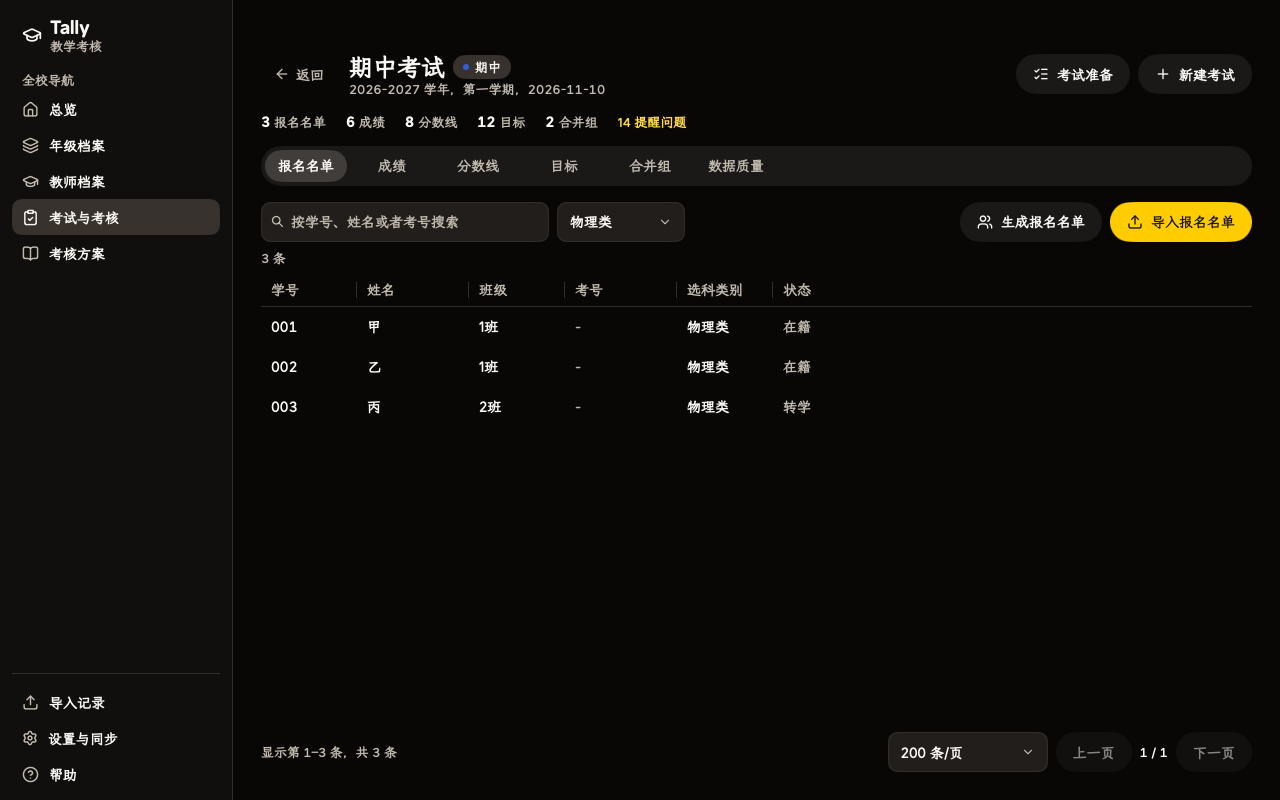 Tally
教学考核
全校导航
总览
年级档案
教师档案
考试与考核
考核方案
导入记录
设置与同步
帮助
返回
期中考试 期中
2026-2027 学年，第一学期，2026-11-10
考试准备 新建考试
3 报名名单 6 成绩 8 分数线 12 目标 2 合并组 14 提醒问题
报名名单 成绩 分数线 目标 合并组 数据质量
按学号、姓名或者考号搜索 物理类 生成报名名单 导入报名名单
3 条
学号 姓名 班级 考号 选科类别 状态
001 甲 1班 - 物理类 在籍
002 乙 1班 - 物理类 在籍
003 丙 2班 - 物理类 转学
显示第 1–3 条，共 3 条 200 条/页 上一页 1 / 1 下一页